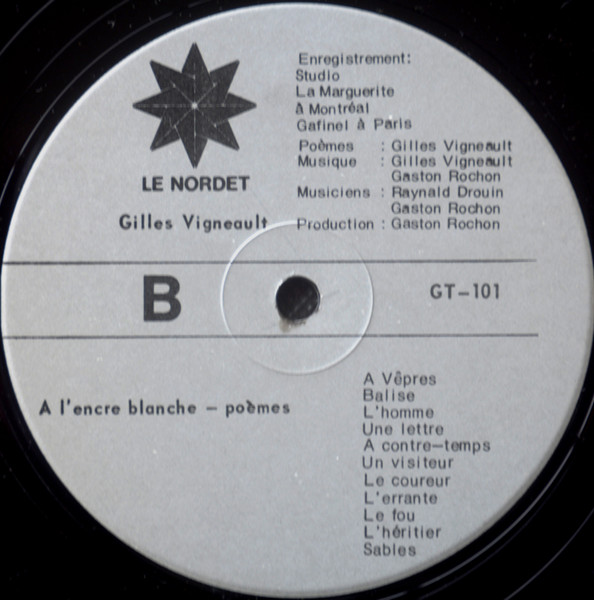 LE NORDET
Gilles Vigneault
Enregistrement:
Studio
La Marguerite
à Montréal
Gafinel à Paris
Poèmes : Gilles Vigneault
Musique : Gilles Vigneault
Gaston Rochon
Musiciens : Raynald Drouin
Gaston Rochon
Production : Gaston Rochon
B
GT-101
A l'encre blanche – poèmes
A Vêpres
Balise
L'homme
Une lettre
A contre-temps
Un visiteur
Le coureur
L'errante
Le fou
L'héritier
Sables